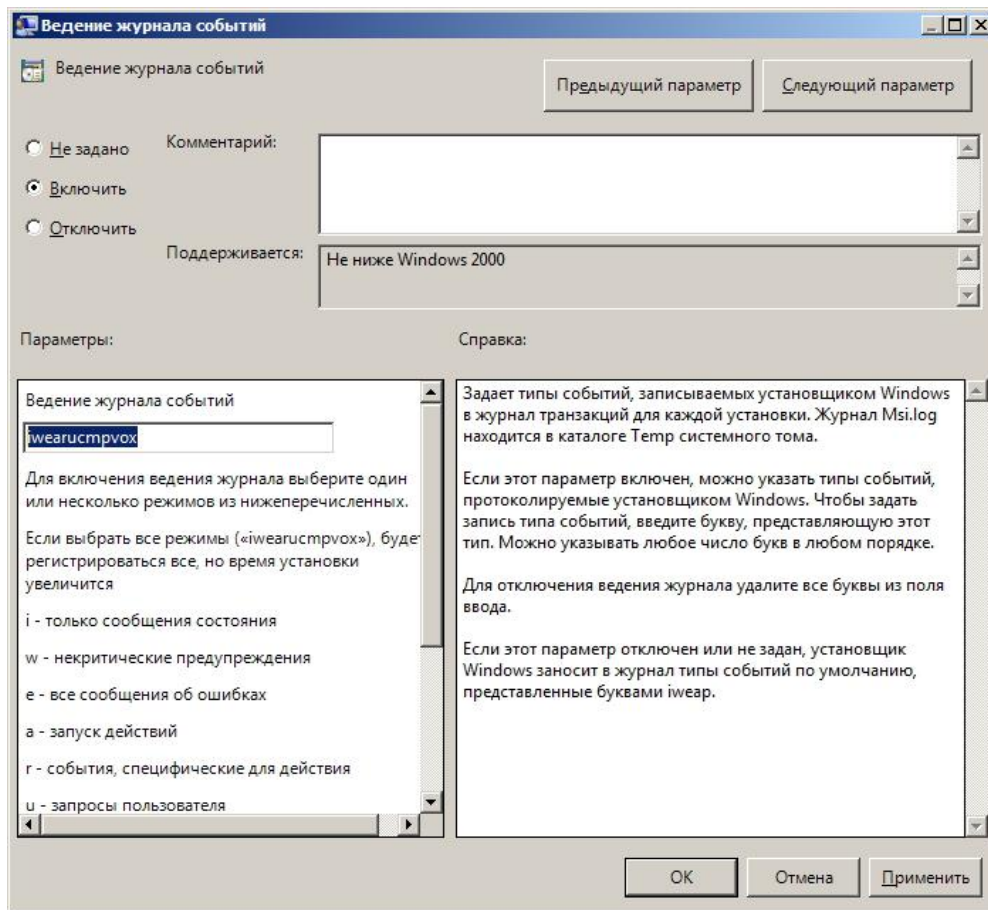 Ведение журнала событий
Ведение журнала событий
Предыдущий параметр
Следующий параметр
Не задано
Включить
Отключить
Комментарий:
Поддерживается:
Не ниже Windows 2000
Параметры:
Справка:
Ведение журнала событий
iwearucmpvox
Для включения ведения журнала выберите один
или несколько режимов из нижеперечисленных.
Если выбрать все режимы («iwearucmpvox»), будет
регистрироваться все, но время установки
увеличится
i - только сообщения состояния
w - некритические предупреждения
e - все сообщения об ошибках
a - запуск действий
r - события, специфические для действия
u - запросы пользователя
Задает типы событий, записываемых установщиком Windows
в журнал транзакций для каждой установки. Журнал Msi.log
находится в каталоге Temp системного тома.
Если этот параметр включен, можно указать типы событий,
протоколируемые установщиком Windows. Чтобы задать
запись типа событий, введите букву, представляющую этот
тип. Можно указывать любое число букв в любом порядке.
Для отключения ведения журнала удалите все буквы из поля
ввода.
Если этот параметр отключен или не задан, установщик
Windows заносит в журнал типы событий по умолчанию,
представленные буквами iweap.
OK
Отмена
Применить